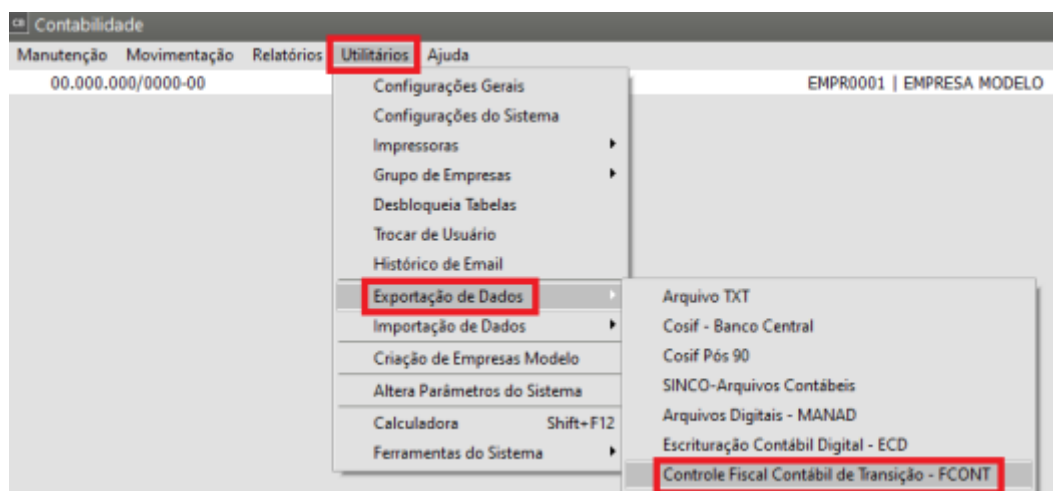 CB Contabilidade
Manutenção Movimentação Relatórios Utilitários Ajuda
00.000.000/0000-00 EMPR0001 | EMPRESA MODELO
Configurações Gerais
Configurações do Sistema
Impressoras
Grupo de Empresas
Desbloqueia Tabelas
Trocar de Usuário
Histórico de Email
Exportação de Dados
Arquivo TXT
Importação de Dados
Cosif - Banco Central
Criação de Empresas Modelo
Cosif Pós 90
Altera Parâmetros do Sistema
SINCO-Arquivos Contábeis
Calculadora Shift+F12
Arquivos Digitais - MANAD
Ferramentas do Sistema
Escrituração Contábil Digital - ECD
Controle Fiscal Contábil de Transição - FCONT